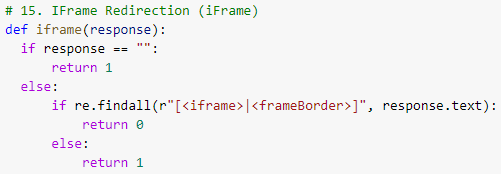 # 15. IFrame Redirection (iFrame)
def iframe(response):
  if response == "":
      return 1
  else:
      if re.findall(r"[<iframe>|<frameBorder>]", response.text):
          return 0
      else:
          return 1